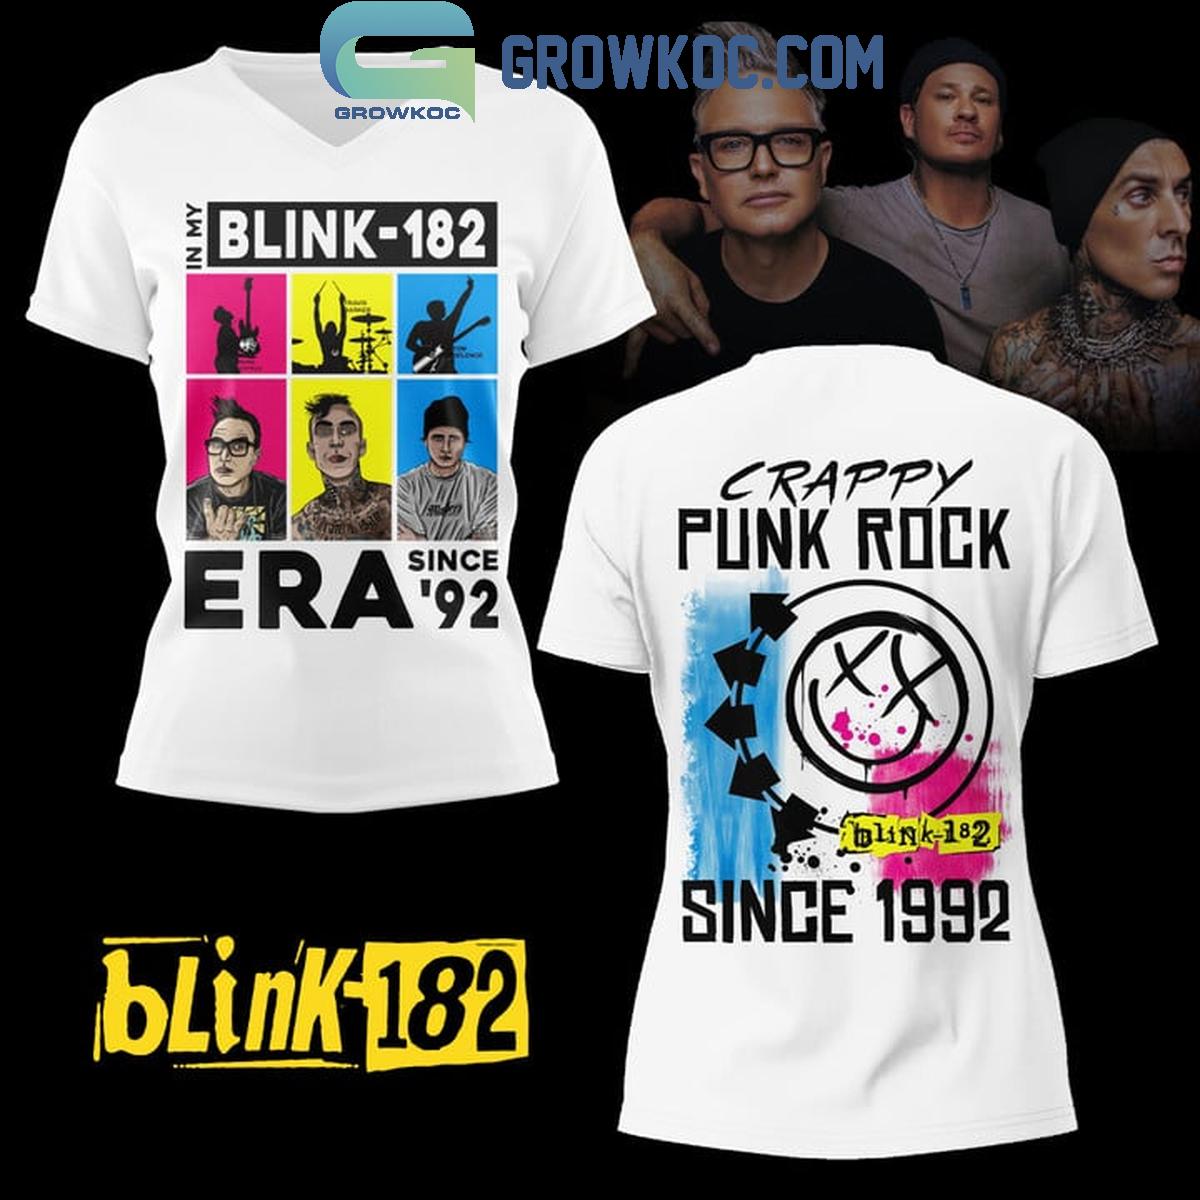 GROWKOC
GROWKOC.COM
IN MY
BLINK-182
ERA
SINCE
'92
CRAPPY
PUNK ROCK
blink-182
SINCE 1992
bLinK-182